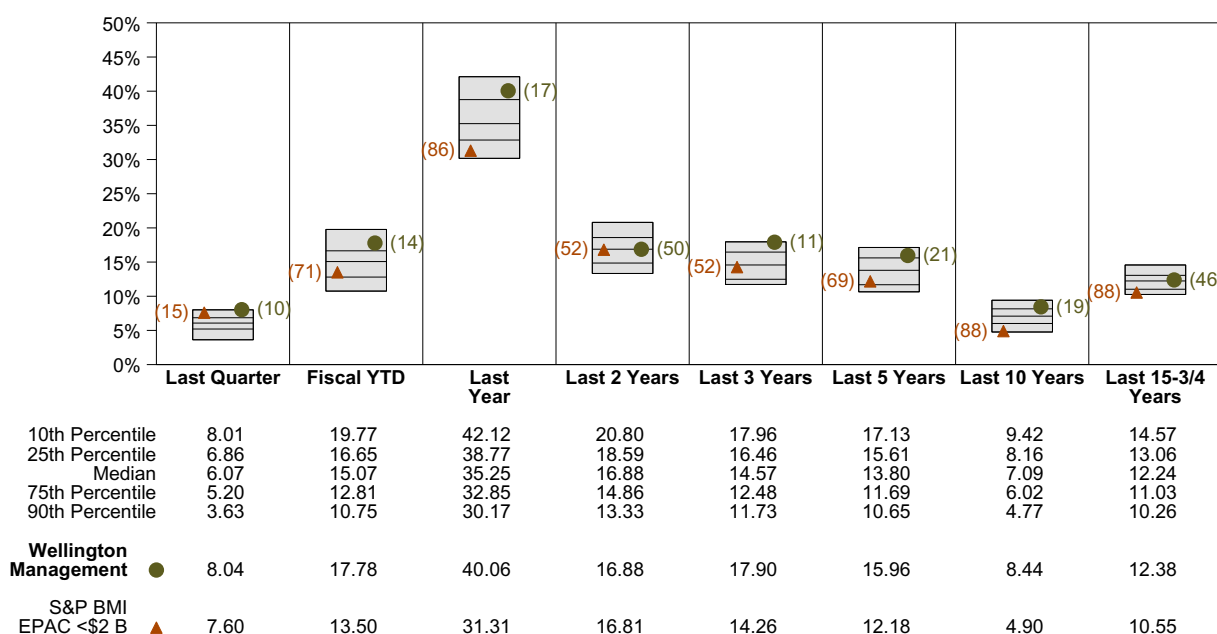 50%
40%
(17)
45%
35%
(86)
30%
25%
20%
(14)
(52)
(50)
(11)
(21)
15%
(71)
(52)
(69)
(46
10%
(15)
(10)
(88)
(19)
(88)
5%
0%
Last Quarter Fiscal YTD Last Year Last 2 Years Last 3 Years Last 5 Years Last 10 Years Last 15-3/4 Years
10th Percentile 8.01 19.77 42.12 20.80 17.96 17.13 9.42 14.57
25th Percentile 6.86 16.65 38.77 18.59 16.46 15.61 8.16 13.06
Median 6.07 15.07 35.25 16.88 14.57 13.80 7.09 12.24
75th Percentile 5.20 12.81 32.85 14.86 12.48 11.69 6.02 11.03
90th Percentile 3.63 10.75 30.17 13.33 11.73 10.65 4.77 10.26
Wellington
Management 8.04 17.78 40.06 16.88 17.90 15.96 8.44 12.38
S&P BMI
EPAC <$2 B 7.60 13.50 31.31 16.81 14.26 12.18 4.90 10.55